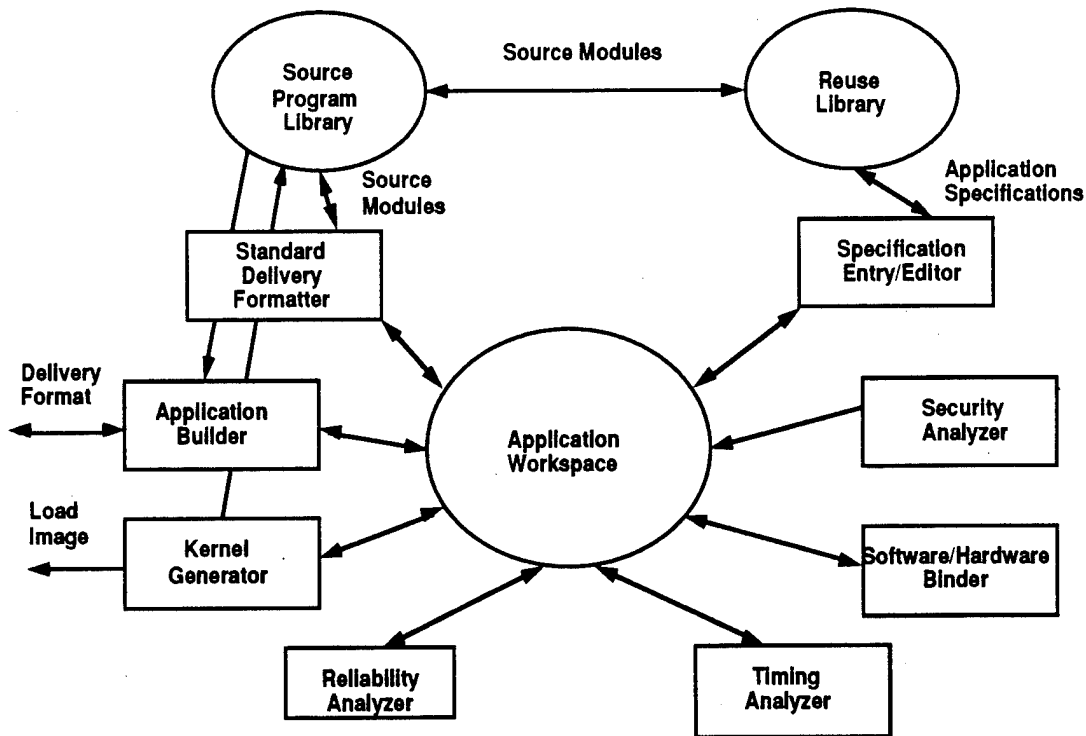 Source
Program
Library
Source Modules
Reuse
Library
Source
Modules
Application
Specifications
Standard
Delivery
Formatter
Specification
Entry/Editor
Delivery
Format
Application
Builder
Application
Workspace
Security
Analyzer
Load
Image
Kernel
Generator
Software/Hardware
Binder
Reliability
Analyzer
Timing
Analyzer